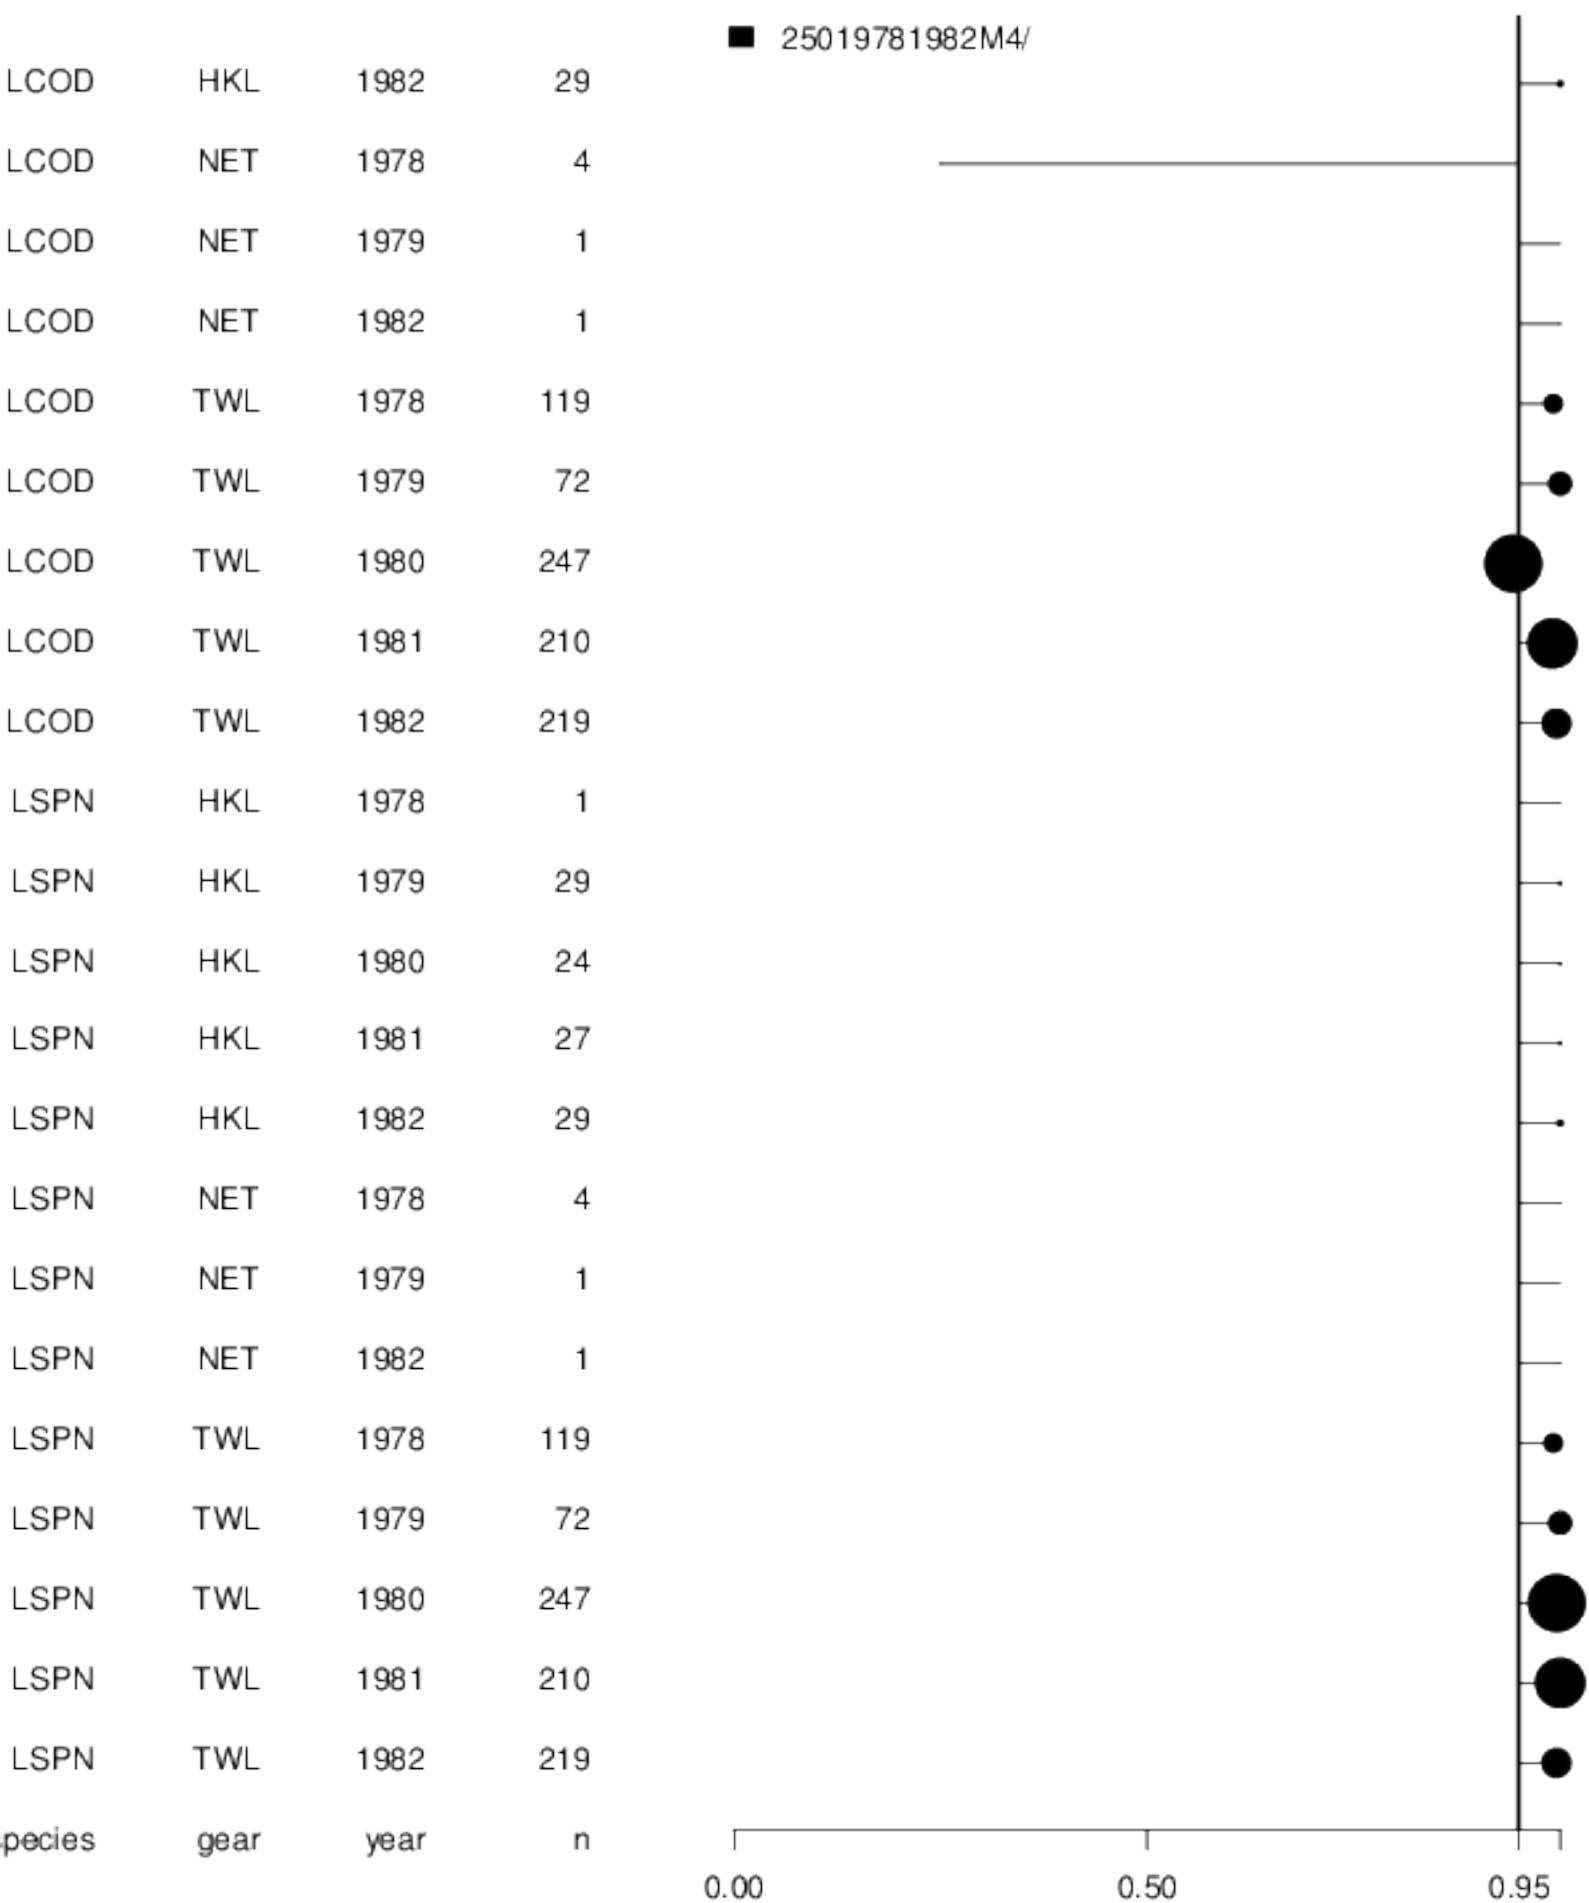 25019781982M4/
LCOD HKL 1982 29
LCOD NET 1978 4
LCOD NET 1979 1
LCOD NET 1982 1
LCOD TWL 1978 119
LCOD TWL 1979 72
LCOD TWL 1980 247
LCOD TWL 1981 210
LCOD TWL 1982 219
LSPN HKL 1978 1
LSPN HKL 1979 29
LSPN HKL 1980 24
LSPN HKL 1981 27
LSPN HKL 1982 29
LSPN NET 1978 4
LSPN NET 1979 1
LSPN NET 1982 1
LSPN TWL 1978 119
LSPN TWL 1979 72
LSPN TWL 1980 247
LSPN TWL 1981 210
LSPN TWL 1982 219
pecies gear year n
0.00 0.50 0.95